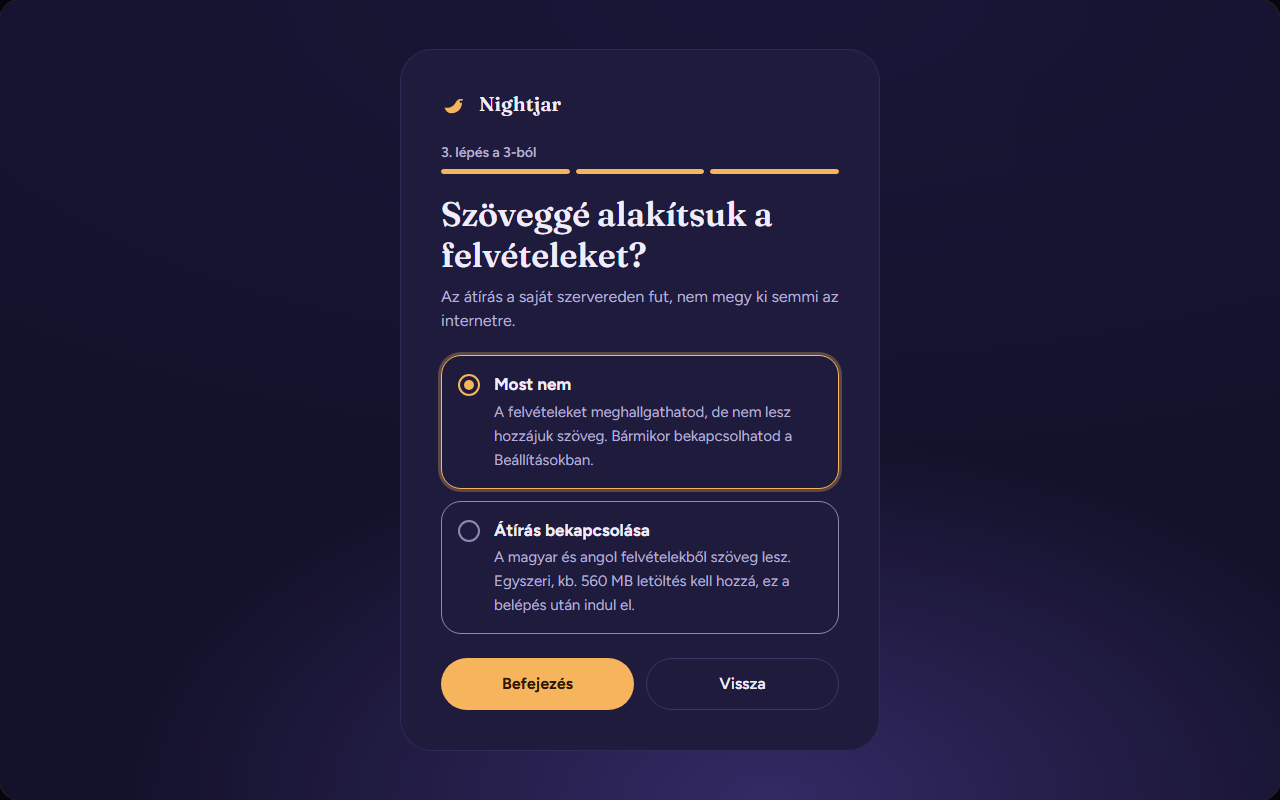 Nightjar
3. lépés a 3-ból
Szöveggé alakítsuk a
felvételeket?
Az átírás a saját szervereden fut, nem megy ki semmi az
internetre.
Most nem
A felvételeket meghallgathatod, de nem lesz
hozzájuk szöveg. Bármikor bekapcsolhatod a
Beállításokban.
Átírás bekapcsolása
A magyar és angol felvételekből szöveg lesz.
Egyszeri, kb. 560 MB letöltés kell hozzá, ez a
belépés után indul el.
Befejezés
Vissza